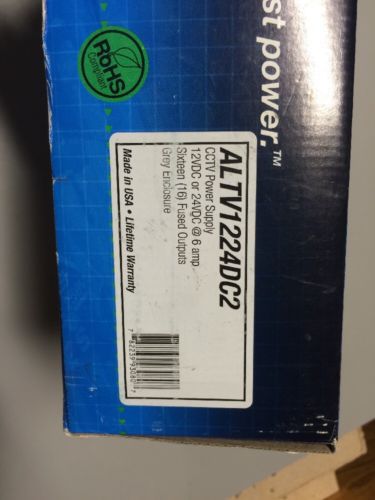 RoHS
Compliant
st power.™
ALTV1224DC2
CCTV Power Supply
12VDC or 24VDC @ 6 amp
Sixteen (16) Fused Outputs
Grey Enclosure
Made in USA • Lifetime Warranty